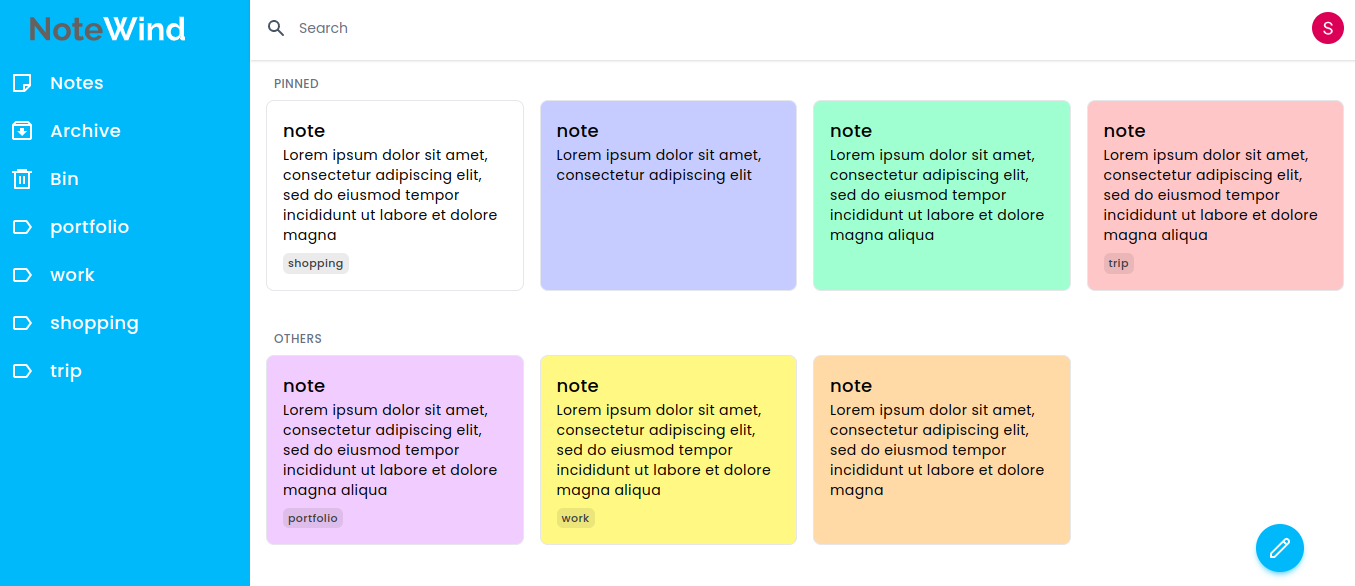 NoteWind
Search
S
Notes
Archive
Bin
portfolio
work
shopping
trip
PINNED
note
Lorem ipsum dolor sit amet,
consectetur adipiscing elit,
sed do eiusmod tempor
incididunt ut labore et dolore
magna
shopping
note
Lorem ipsum dolor sit amet,
consectetur adipiscing elit
note
Lorem ipsum dolor sit amet,
consectetur adipiscing elit,
sed do eiusmod tempor
incididunt ut labore et dolore
magna aliqua
note
Lorem ipsum dolor sit amet,
consectetur adipiscing elit,
sed do eiusmod tempor
incididunt ut labore et dolore
magna aliqua
trip
OTHERS
note
Lorem ipsum dolor sit amet,
consectetur adipiscing elit,
sed do eiusmod tempor
incididunt ut labore et dolore
magna aliqua
portfolio
note
Lorem ipsum dolor sit amet,
consectetur adipiscing elit,
sed do eiusmod tempor
incididunt ut labore et dolore
magna aliqua
work
note
Lorem ipsum dolor sit amet,
consectetur adipiscing elit,
sed do eiusmod tempor
incididunt ut labore et dolore
magna